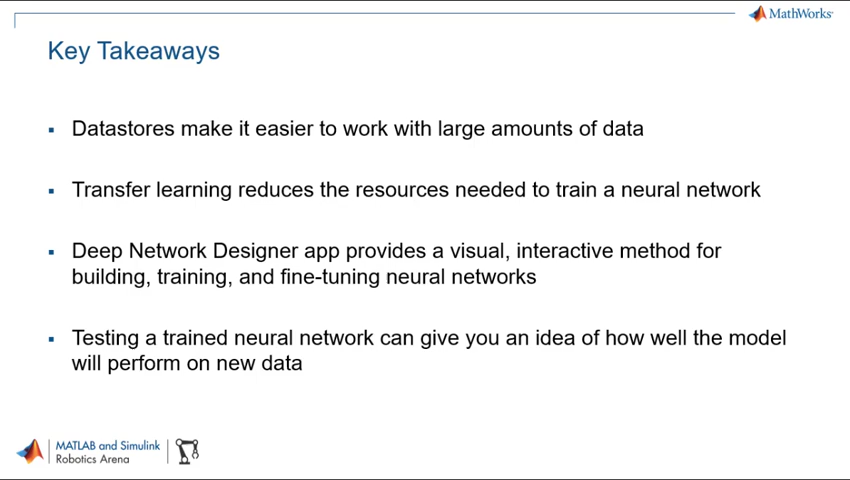 MathWorks
Key Takeaways
▪ Datastores make it easier to work with large amounts of data
▪ Transfer learning reduces the resources needed to train a neural network
▪ Deep Network Designer app provides a visual, interactive method for
building, training, and fine-tuning neural networks
▪ Testing a trained neural network can give you an idea of how well the model
will perform on new data
MATLAB and Simulink
Robotics Arena